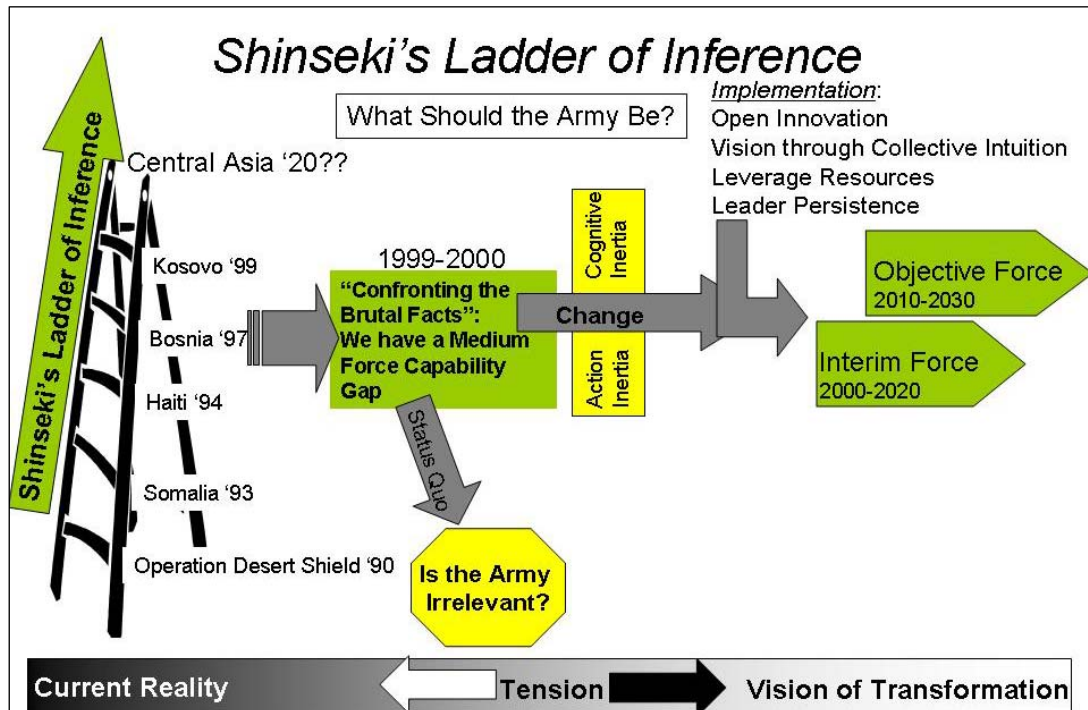 Shinseki's Ladder of Inference
What Should the Army Be?
Implementation:
Open Innovation
Vision through Collective Intuition
Leverage Resources
Leader Persistence
Shinseki's Ladder of Inference
Central Asia '20??
Kosovo '99
Bosnia '97
Haiti '94
Somalia '93
Operation Desert Shield '90
1999-2000
“Confronting the
Brutal Facts”:
We have a Medium
Force Capability
Gap
Status Quo
Is the Army
Irrelevant?
Cognitive
Inertia
Change
Action
Inertia
Objective Force
2010-2030
Interim Force
2000-2020
Current Reality
Tension
Vision of Transformation